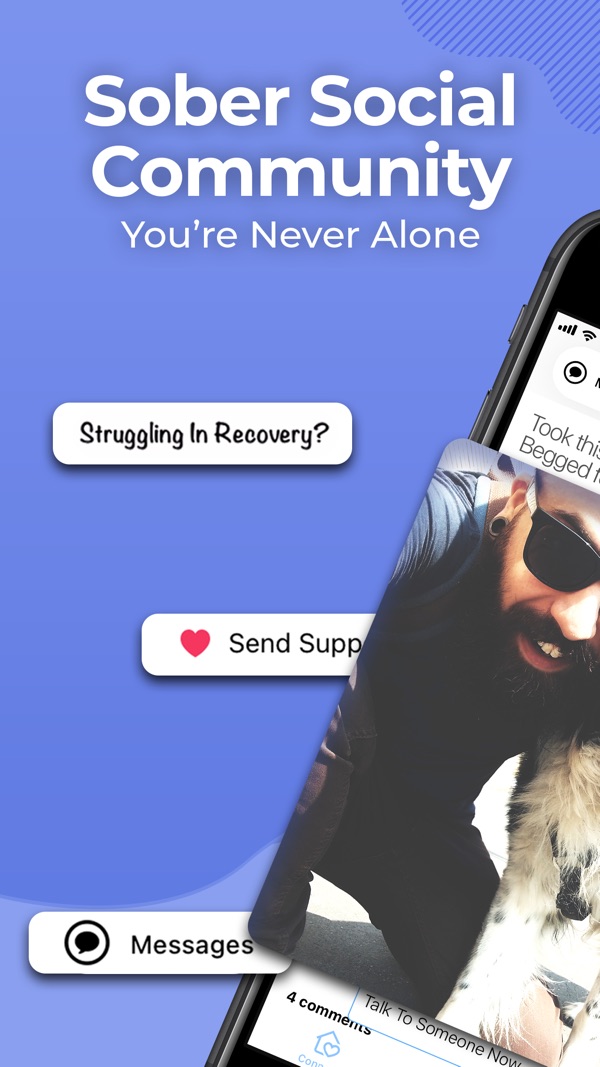 Sober Social
Community
You're Never Alone
Took this
Begged f
Struggling In Recovery?
Send Supp
Messages
4 comments
Talk To Someone Now